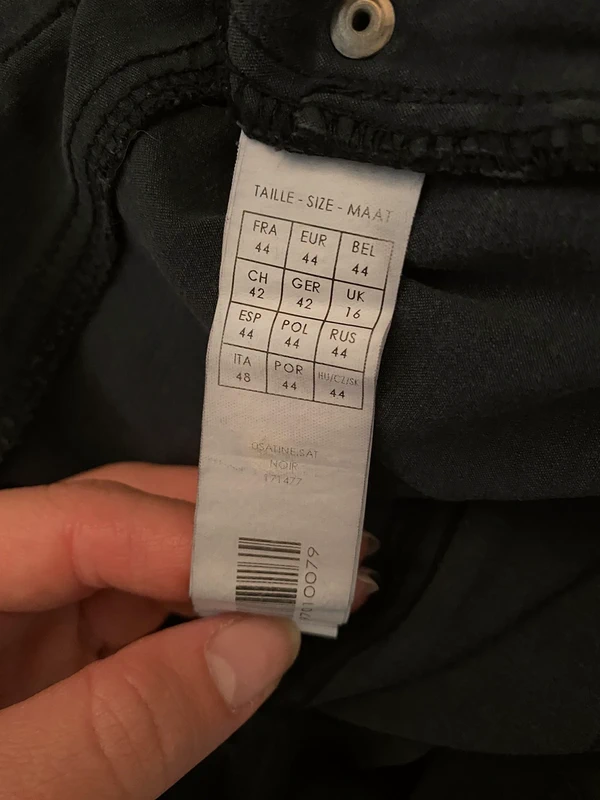 TAILLE - SIZE - MAAT
FRA EUR BEL
44 44 44
CH GER UK
42 42 16
ESP POL RUS
44 44 44
ITA POR HU/CZ/SK
48 44 44
NOIR
171477